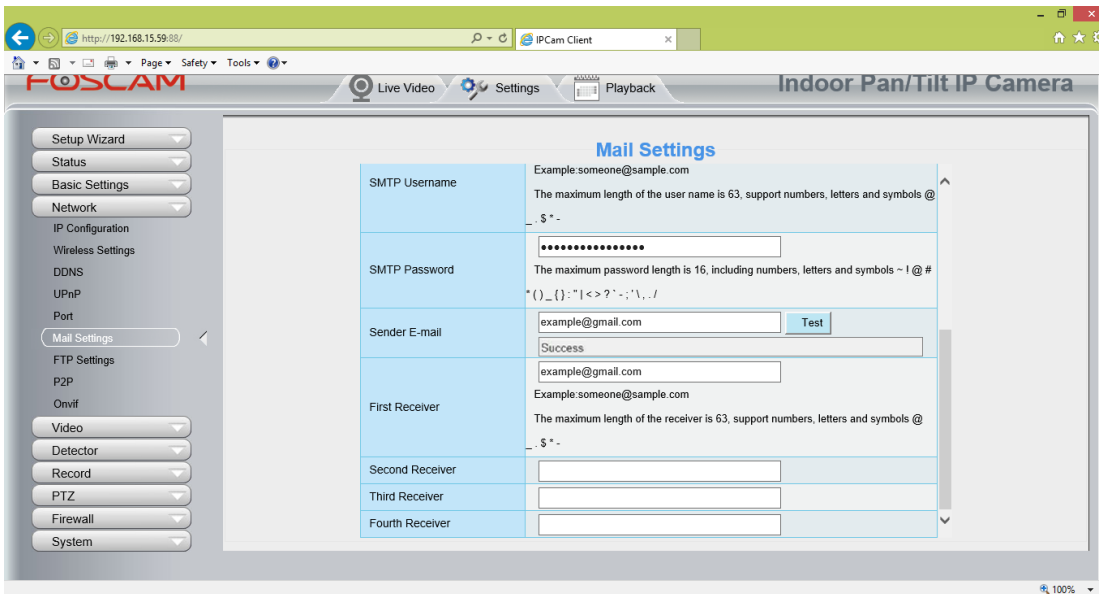 http://192.168.15.59:88/
IPCam Client
Page Safety Tools
FOSCAM
Live Video
Settings
Playback
Indoor Pan/Tilt IP Camera
Setup Wizard
Status
Basic Settings
Network
IP Configuration
Wireless Settings
DDNS
UPnP
Port
Mail Settings
FTP Settings
P2P
Onvif
Video
Detector
Record
PTZ
Firewall
System
Mail Settings
SMTP Username
Example:someone@sample.com
The maximum length of the user name is 63, support numbers, letters and symbols @
_ . $ * -
SMTP Password
••••••••••••••••
The maximum password length is 16, including numbers, letters and symbols ~ ! @ #
* ( ) _ { } : " | < > ? ` - ; ' \ , . /
Sender E-mail
example@gmail.com
Test
Success
First Receiver
example@gmail.com
Example:someone@sample.com
The maximum length of the receiver is 63, support numbers, letters and symbols @
_ . $ * -
Second Receiver
Third Receiver
Fourth Receiver
100%